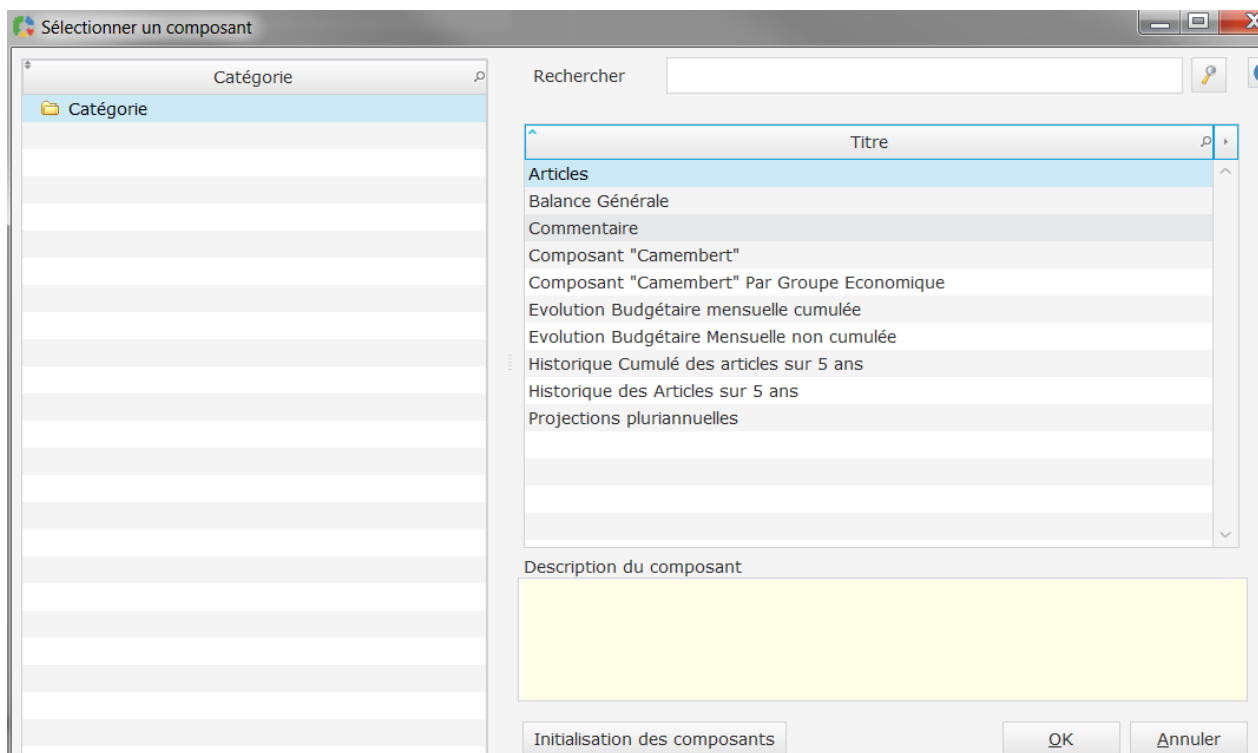 Sélectionner un composant
Catégorie
Catégorie
Rechercher
Titre
Articles
Balance Générale
Commentaire
Composant "Camembert"
Composant "Camembert" Par Groupe Economique
Evolution Budgétaire mensuelle cumulée
Evolution Budgétaire Mensuelle non cumulée
Historique Cumulé des articles sur 5 ans
Historique des Articles sur 5 ans
Projections pluriannuelles
Description du composant
Initialisation des composants
OK
Annuler